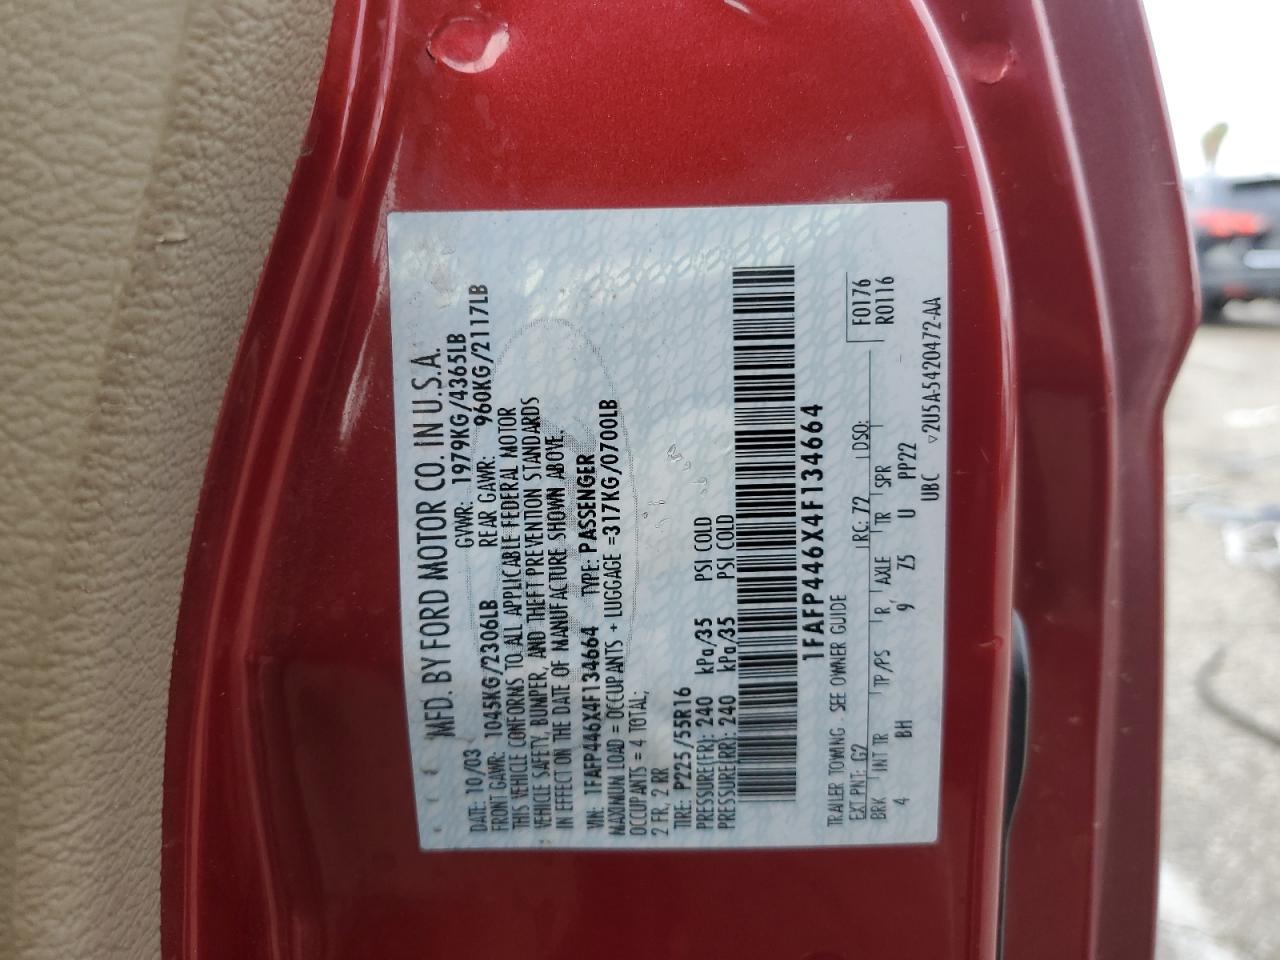 MFD. BY FORD MOTOR CO. IN U.S.A.
DATE: 10/03 GVWR: 1979KG/4365LB
FRONT GAWR: 1045KG/2306LB REAR GAWR: 960KG/2117LB
THIS VEHICLE CONFORMS TO ALL APPLICABLE FEDERAL MOTOR
VEHICLE SAFETY, BUMPER, AND THEFT PREVENTION STANDARDS
IN EFFECT ON THE DATE OF MANUFACTURE SHOWN ABOVE.
VIN: 1FAFP446X4F134664 TYPE: PASSENGER
MAXIMUM LOAD = OCCUPANTS + LUGGAGE =317KG/0700LB
OCCUPANTS = 4 TOTAL;
2 FR, 2 RR
TIRE: P225/55R16
PRESSURE(FR): 240 kPa/35 PSI COLD
PRESSURE(RR): 240 kPa/35 PSI COLD
1FAFP446X4F134664
TRAILER TOWING - SEE OWNER GUIDE F0176
EXT PNT: G2 RC: 72 DSO: R0116
BRK INT TR TP/PS R AXLE TR SPR
4 BH 9 Z5 U PP22
UBC ▽2U5A-5420472-AA